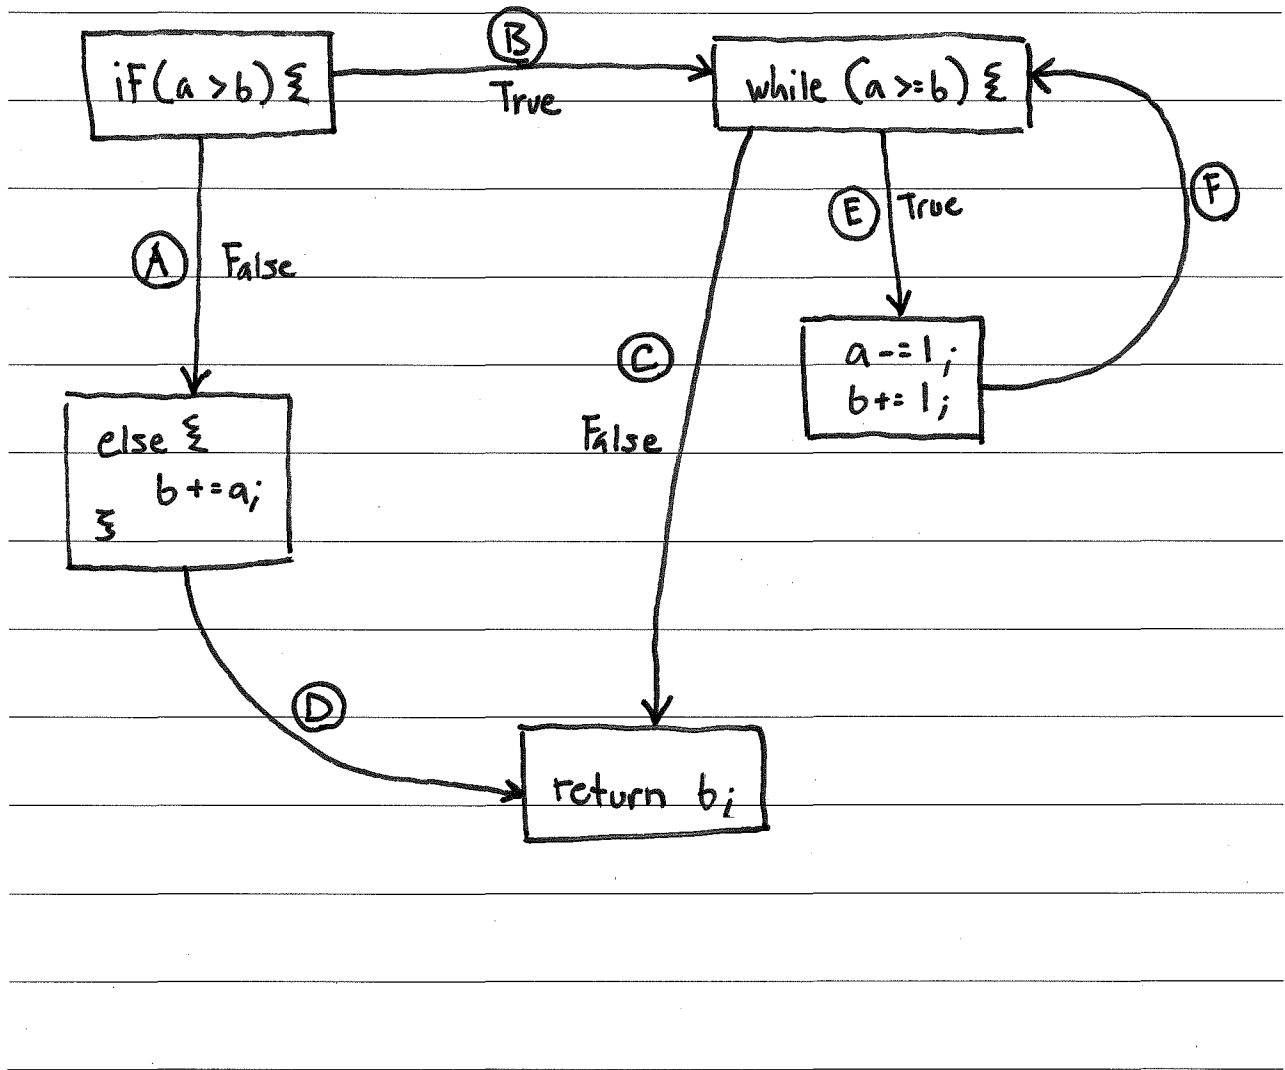 B
if(a >b) {
True
while (a >= b) {
F
E True
A False
C
a -= 1;
b += 1;
False
else {
b += a;
}
D
return b;